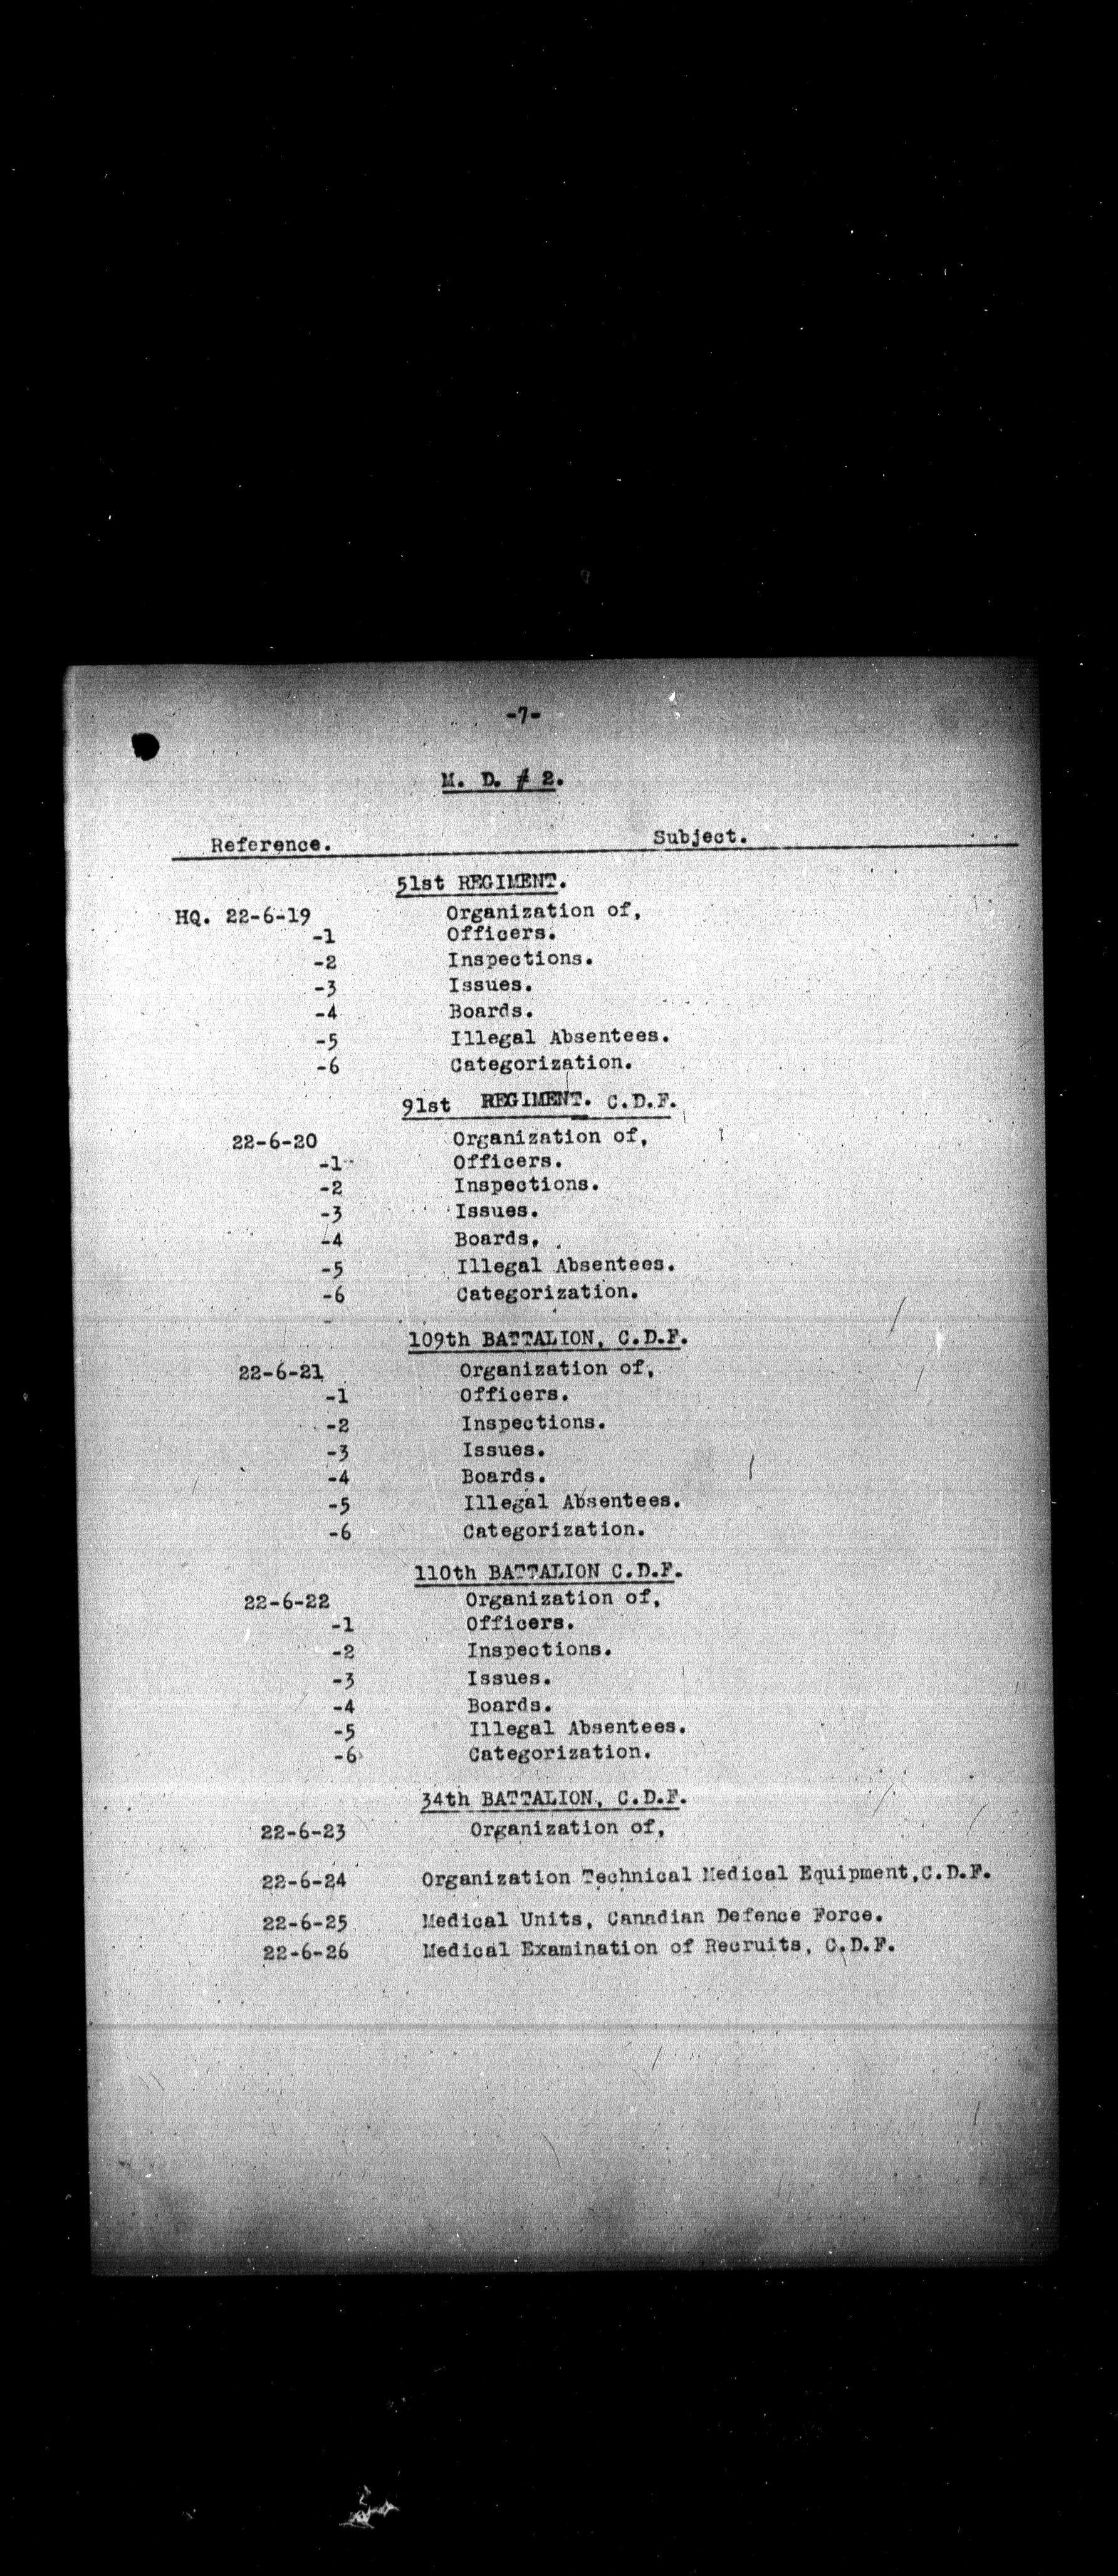 -7-
M. D. # 2.
Reference. Subject.
51st REGIMENT.
HQ. 22-6-19 Organization of,
-1 Officers.
-2 Inspections.
-3 Issues.
-4 Boards.
-5 Illegal Absentees.
-6 Categorization.
91st REGIMENT. C.D.F.
22-6-20 Organization of,
-1 Officers.
-2 Inspections.
-3 Issues.
-4 Boards.
-5 Illegal Absentees.
-6 Categorization.
109th BATTALION, C.D.F.
22-6-21 Organization of,
-1 Officers.
-2 Inspections.
-3 Issues.
-4 Boards.
-5 Illegal Absentees.
-6 Categorization.
110th BATTALION C.D.F.
22-6-22 Organization of,
-1 Officers.
-2 Inspections.
-3 Issues.
-4 Boards.
-5 Illegal Absentees.
-6 Categorization.
34th BATTALION, C.D.F.
22-6-23 Organization of,
22-6-24 Organization Technical Medical Equipment,C.D.F.
22-6-25 Medical Units, Canadian Defence Force.
22-6-26 Medical Examination of Recruits, C.D.F.